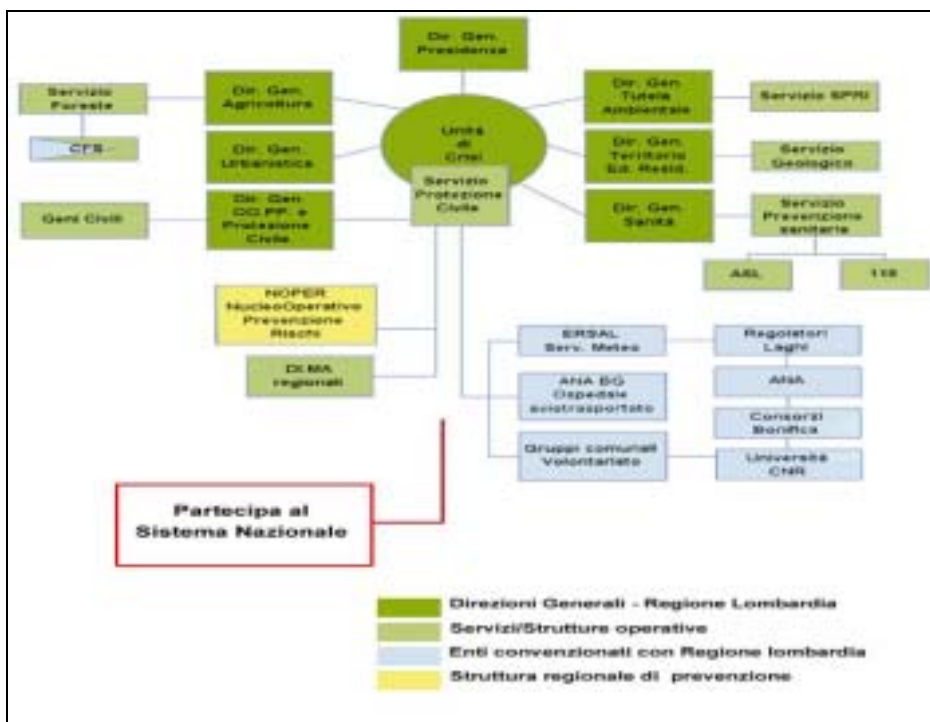 Dir. Gen.
Presidenza
Servizio
Foreste
CFS
Dir. Gen.
Agricoltura
Dir. Gen.
Urbanistica
Geni Civili
Dir. Gen.
OO.PP. e
Protezione
Civile
Unità
di
Crisi
Servizio
Protezione
Civile
Dir. Gen.
Tutela
Ambientale
Servizio SPRI
Dir. Gen.
Territorio
Ed. Resid.
Servizio
Geologico
Dir. Gen.
Sanità
Servizio
Prevenzione
sanitaria
ASL
118
NOPER
NucleoOperativo
Prevenzione
Rischi
DI.MA
regionali
ERSAL
Serv. Meteo
Regolatori
Laghi
ANA BG
Ospedale
aviotrasportato
ANA
Consorzi
Bonifica
Gruppi comunali
Volontariato
Università
CNR
Partecipa al
Sistema Nazionale
Direzioni Generali - Regione Lombardia
Servizi/Strutture operative
Enti convenzionati con Regione lombardia
Struttura regionale di prevenzione